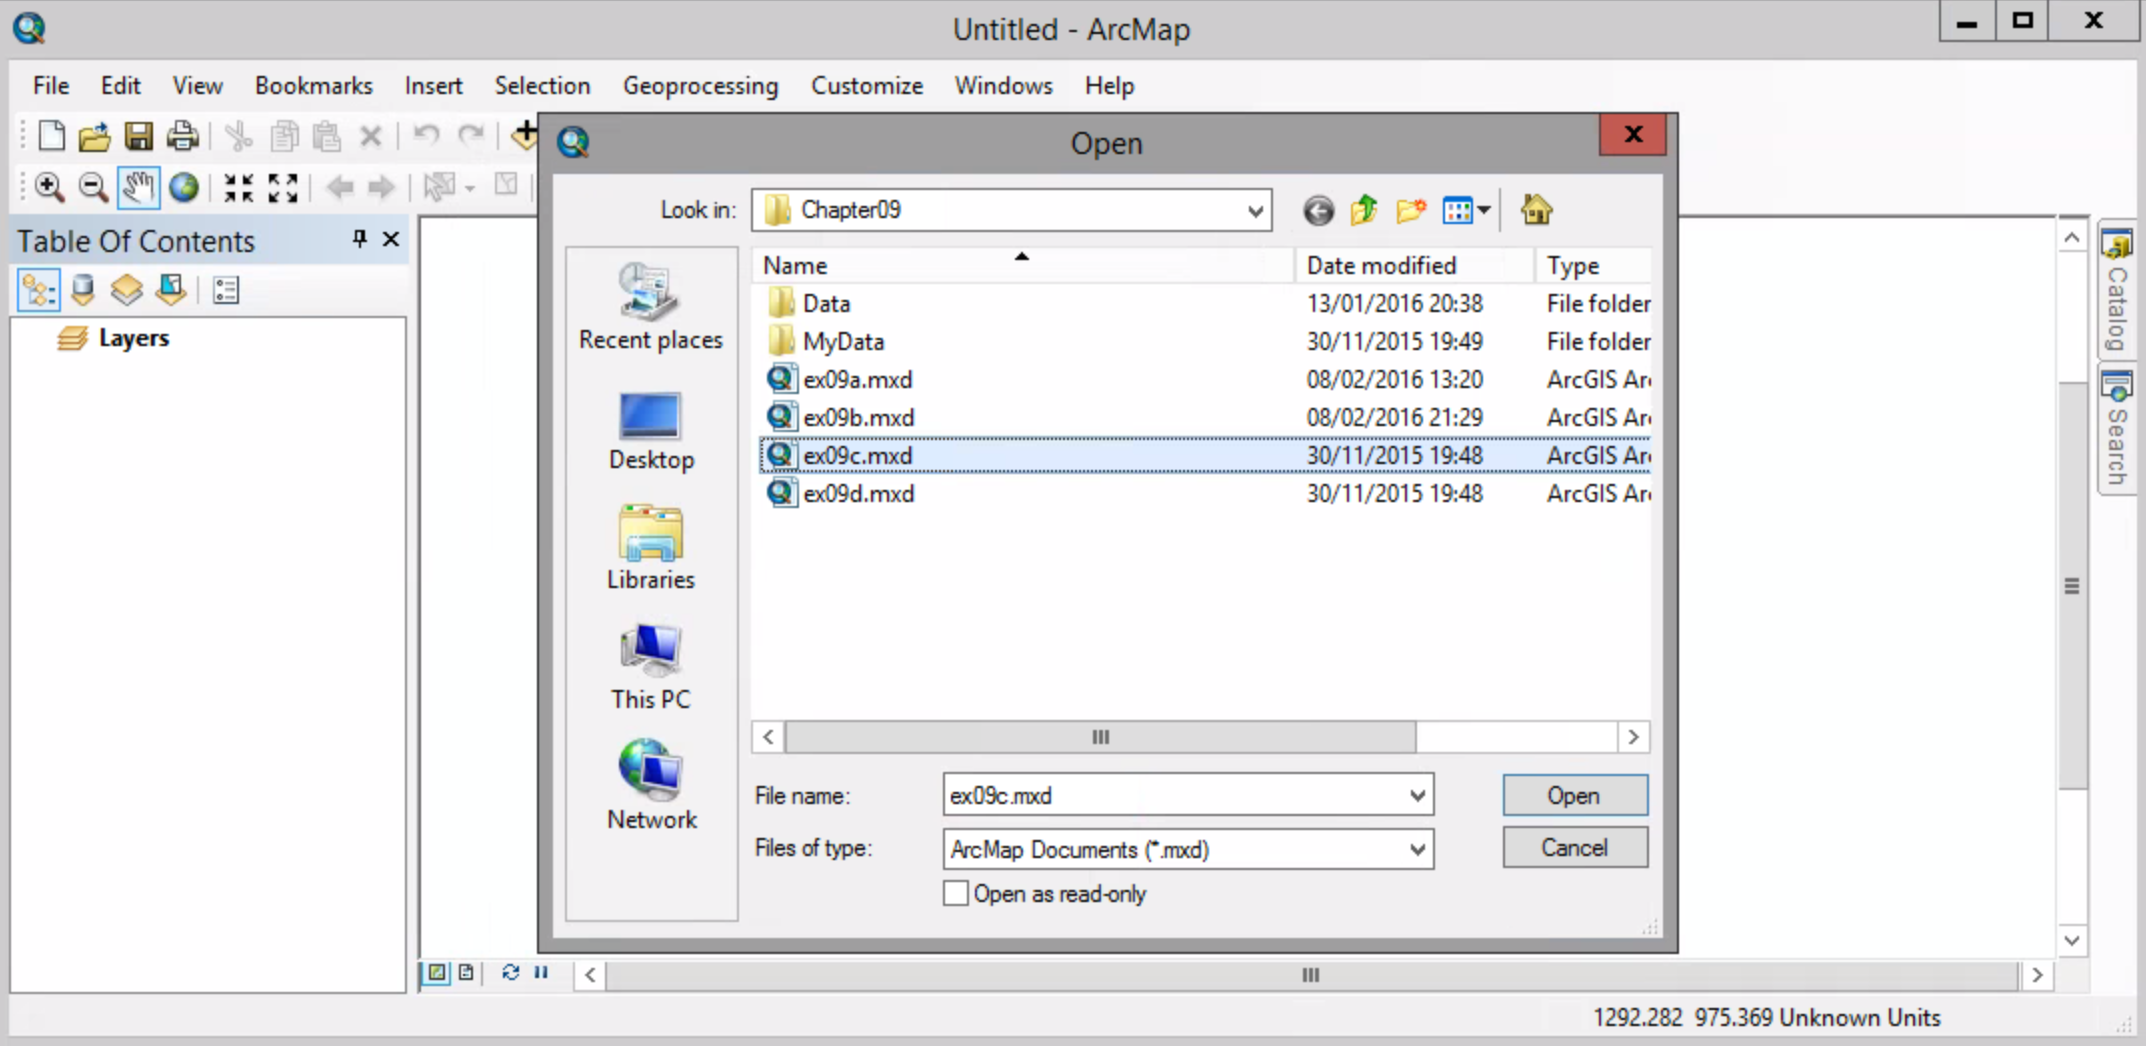 Untitled - ArcMap
File Edit View Bookmarks Insert Selection Geoprocessing Customize Windows Help
Open
Look in: Chapter09
Table Of Contents
Layers
Name Date modified Type
Data 13/01/2016 20:38 File folder
MyData 30/11/2015 19:49 File folder
ex09a.mxd 08/02/2016 13:20 ArcGIS Ar
ex09b.mxd 08/02/2016 21:29 ArcGIS Ar
ex09c.mxd 30/11/2015 19:48 ArcGIS Ar
ex09d.mxd 30/11/2015 19:48 ArcGIS Ar
Recent places
Desktop
Libraries
This PC
Network
File name: ex09c.mxd Open
Files of type: ArcMap Documents (*.mxd) Cancel
Open as read-only
Catalog
Search
1292.282 975.369 Unknown Units